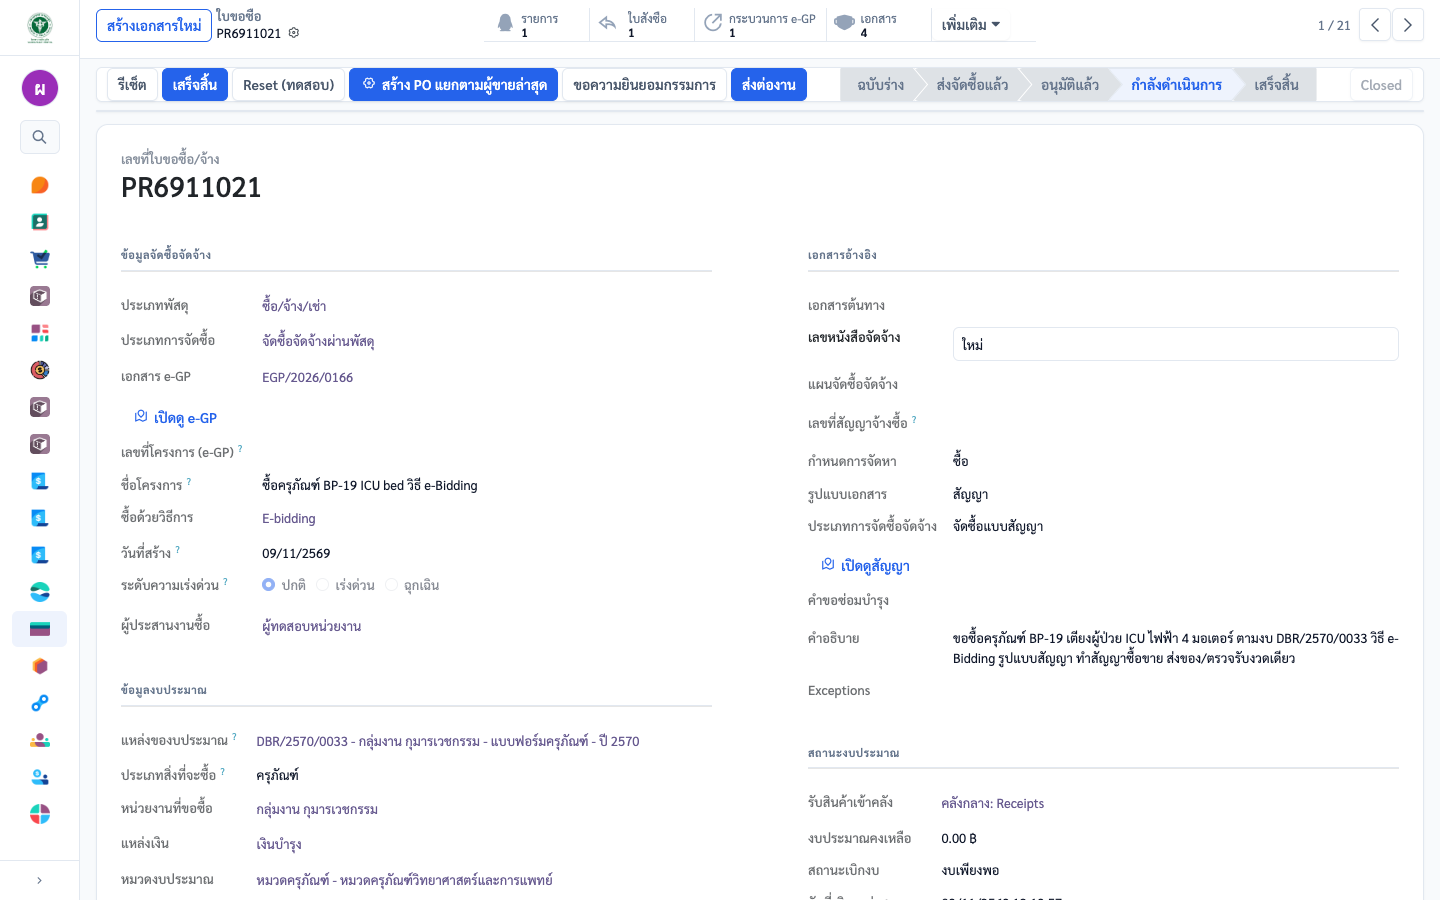 สร้างเอกสารใหม่
ใบขอซื้อ
PR6911021
รายการ
1
ใบสั่งซื้อ
1
กระบวนการ e-GP
1
เอกสาร
4
เพิ่มเติม
1 / 21
ผ
รีเซ็ต
เสร็จสิ้น
Reset (ทดสอบ)
สร้าง PO แยกตามผู้ขายล่าสุด
ขอความยินยอมกรรมการ
ส่งต่องาน
ฉบับร่าง
ส่งจัดซื้อแล้ว
อนุมัติแล้ว
กำลังดำเนินการ
เสร็จสิ้น
Closed
เลขที่ใบขอซื้อ/จ้าง
PR6911021
ข้อมูลจัดซื้อจัดจ้าง
ประเภทพัสดุ ซื้อ/จ้าง/เช่า
ประเภทการจัดซื้อ จัดซื้อจัดจ้างผ่านพัสดุ
เอกสาร e-GP EGP/2026/0166
เปิดดู e-GP
เลขที่โครงการ (e-GP) ?
ชื่อโครงการ ? ซื้อครุภัณฑ์ BP-19 ICU bed วิธี e-Bidding
ซื้อด้วยวิธีการ E-bidding
วันที่สร้าง ? 09/11/2569
ระดับความเร่งด่วน ? ปกติ เร่งด่วน ฉุกเฉิน
ผู้ประสานงานซื้อ ผู้ทดสอบหน่วยงาน
ข้อมูลงบประมาณ
แหล่งของบประมาณ ? DBR/2570/0033 - กลุ่มงาน กุมารเวชกรรม - แบบฟอร์มครุภัณฑ์ - ปี 2570
ประเภทสิ่งที่จะซื้อ ? ครุภัณฑ์
หน่วยงานที่ขอซื้อ กลุ่มงาน กุมารเวชกรรม
แหล่งเงิน เงินบำรุง
หมวดงบประมาณ หมวดครุภัณฑ์ - หมวดครุภัณฑ์วิทยาศาสตร์และการแพทย์
เอกสารอ้างอิง
เอกสารต้นทาง
เลขหนังสือจัดจ้าง ใหม่
แผนจัดซื้อจัดจ้าง
เลขที่สัญญาจ้างซื้อ ?
กำหนดการจัดหา ซื้อ
รูปแบบเอกสาร สัญญา
ประเภทการจัดซื้อจัดจ้าง จัดซื้อแบบสัญญา
เปิดดูสัญญา
คำขอซ่อมบำรุง
คำอธิบาย ขอซื้อครุภัณฑ์ BP-19 เตียงผู้ป่วย ICU ไฟฟ้า 4 มอเตอร์ ตามงบ DBR/2570/0033 วิธี e-
Bidding รูปแบบสัญญา ทำสัญญาซื้อขาย ส่งของ/ตรวจรับงวดเดียว
Exceptions
สถานะงบประมาณ
รับสินค้าเข้าคลัง คลังกลาง: Receipts
งบประมาณคงเหลือ 0.00 ฿
สถานะเบิกงบ งบเพียงพอ